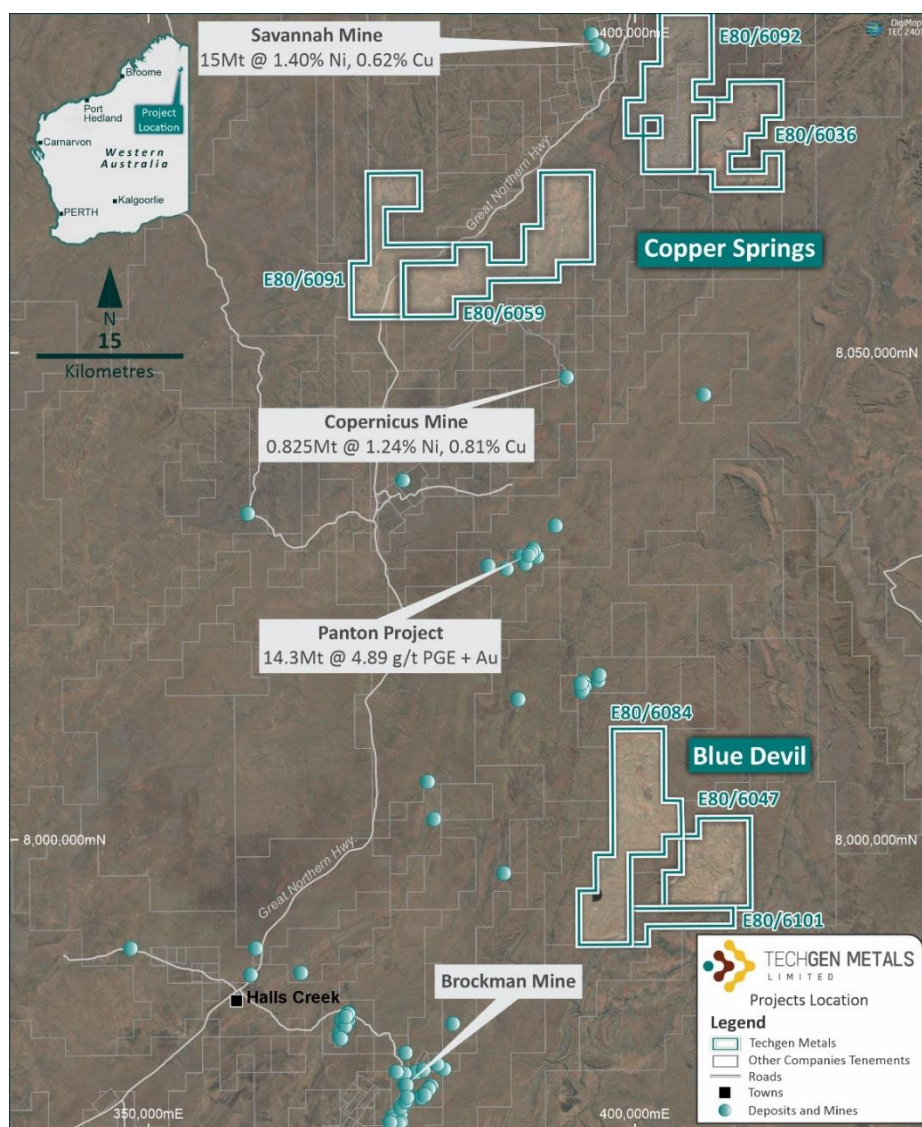 Savannah Mine
15Mt @ 1.40% Ni, 0.62% Cu
400,000mE
E80/6092
DigiMap
TEC 2401
Broome
Project
Location
Port
Hedland
Carnarvon
Western
Australia
Kalgoorlie
PERTH
E80/6036
Great Northern Hwy.
Copper Springs
E80/6091
E80/6059
N
15
Kilometres
8,050,000mN
Copernicus Mine
0.825Mt @ 1.24% Ni, 0.81% Cu
Panton Project
14.3Mt @ 4.89 g/t PGE + Au
E80/6084
Blue Devil
E80/6047
8,000,000mN
8,000,000mN
Great Northern Hwy.
E80/6101
Halls Creek
Brockman Mine
350,000mE
400,000mE
TECHGEN METALS
LIMITED
Projects Location
Legend
Techgen Metals
Other Companies Tenements
Roads
Towns
Deposits and Mines